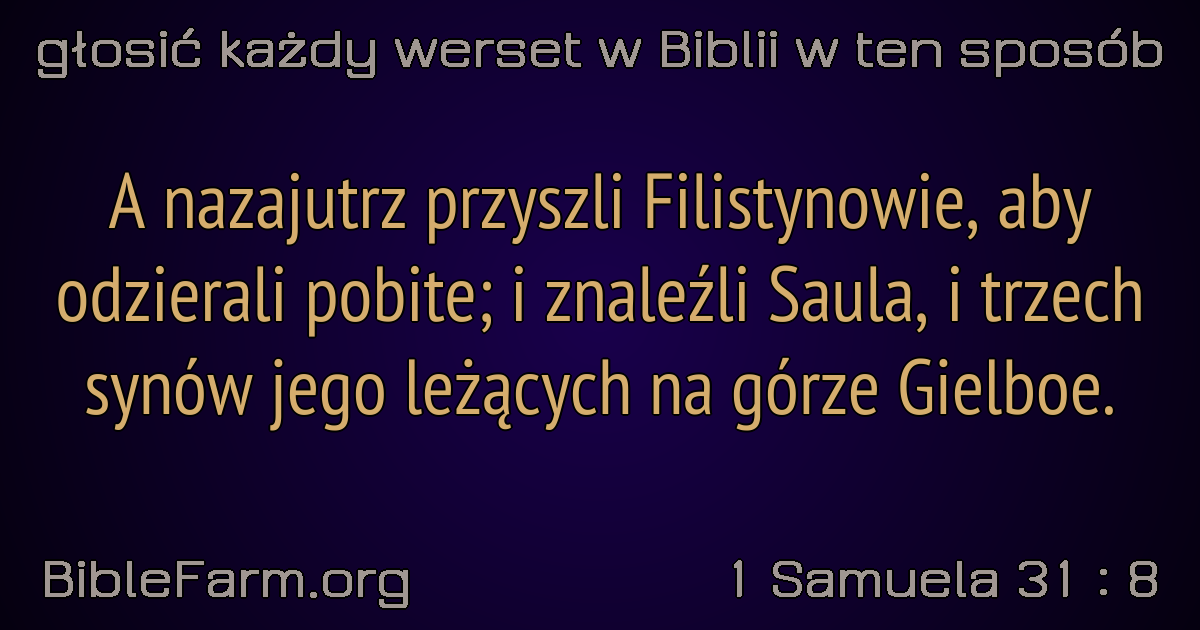 głosić każdy werset w Biblii w ten sposób
A nazajutrz przyszli Filistynowie, aby
odzierali pobite; i znaleźli Saula, i trzech
synów jego leżących na górze Gielboe.
BibleFarm.org
1 Samuela 31 : 8